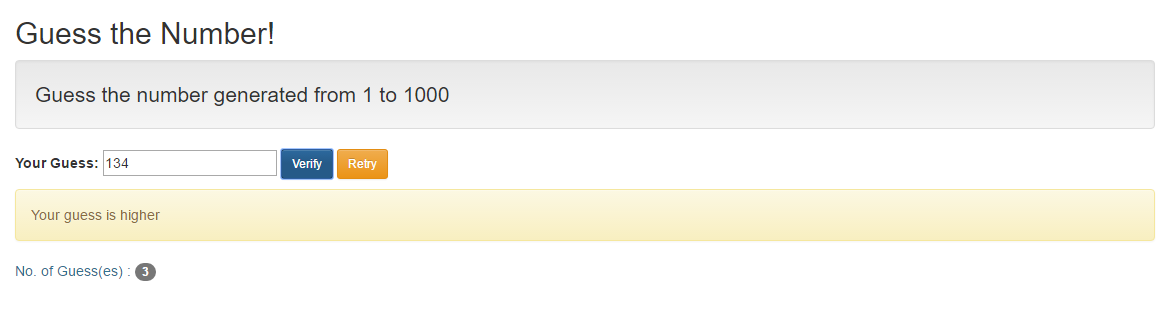 Guess the Number!
Guess the number generated from 1 to 1000
Your Guess: 134 Verify Retry
Your guess is higher
No. of Guess(es) : 3